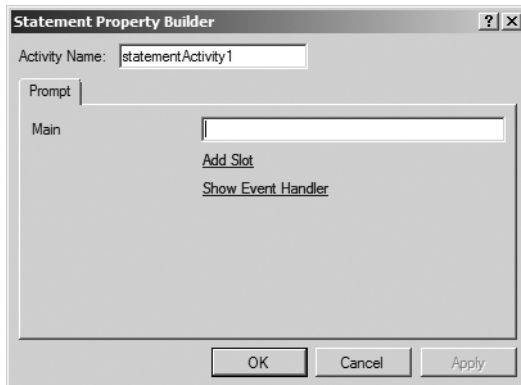 Statement Property Builder
Activity Name: statementActivity1
Prompt
Main
Add Slot
Show Event Handler
OK Cancel Apply